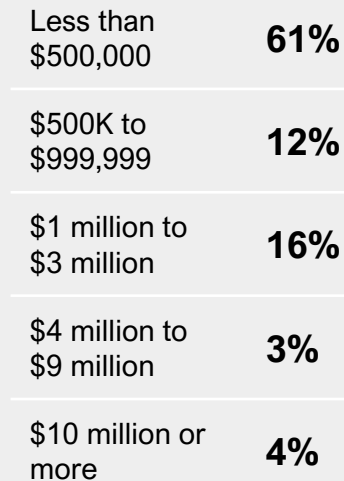 Less than
$500,000
61%
$500K to
$999,999
12%
$1 million to
$3 million
16%
$4 million to
$9 million
3%
$10 million or
more
4%